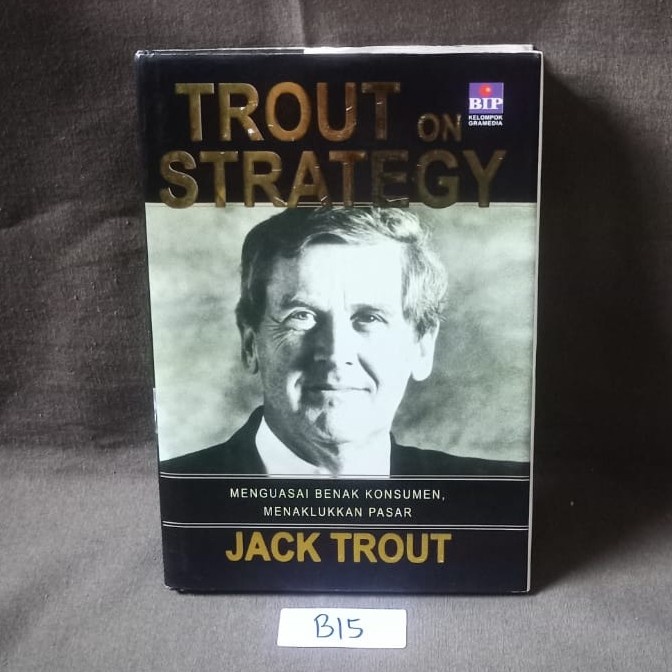 TROUT ON
STRATEGY
BIP
KELOMPOK
GRAMEDIA
MENGUASAI BENAK KONSUMEN,
MENAKLUKKAN PASAR
JACK TROUT
B15